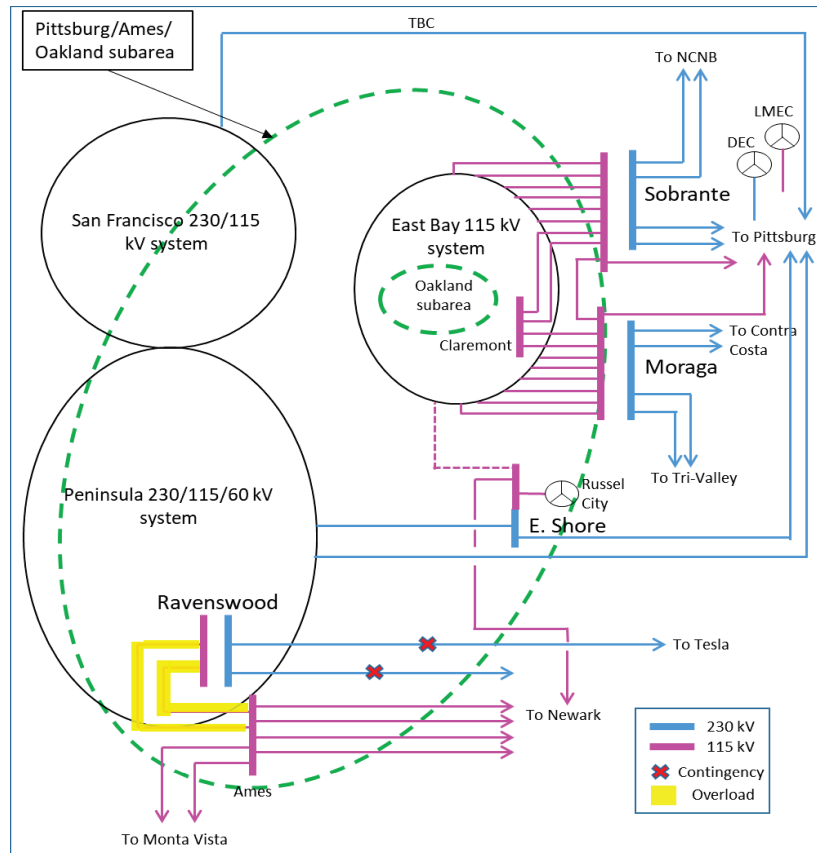 Pittsburg/Ames/
Oakland subarea
TBC
To NCNB
LMEC
DEC
San Francisco 230/115
kV system
East Bay 115 kV
system
Sobrante
To Pittsburg
Oakland
subarea
Claremont
To Contra
Costa
Moraga
To Tri-Valley
Peninsula 230/115/60 kV
system
Russel
City
E. Shore
Ravenswood
To Tesla
To Newark
230 kV
115 kV
Contingency
Overload
Ames
To Monta Vista